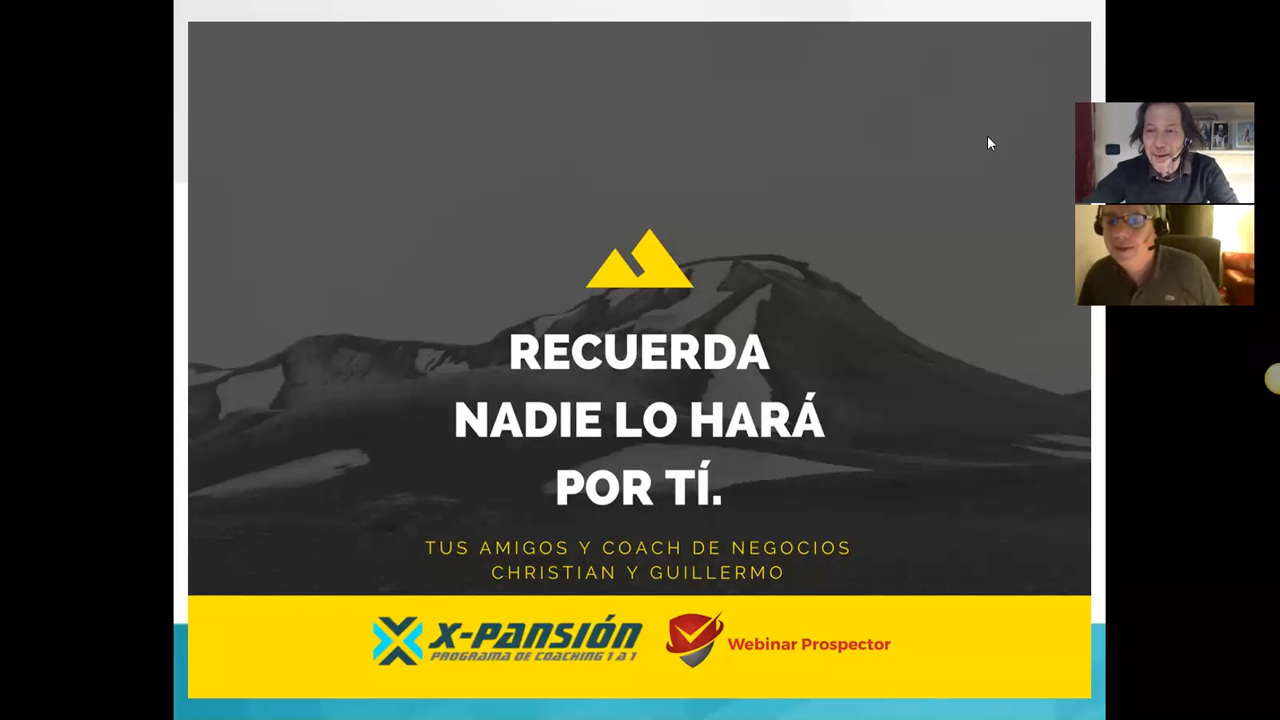 RECUERDA
NADIE LO HARÁ
POR TÍ.
TUS AMIGOS Y COACH DE NEGOCIOS
CHRISTIAN Y GUILLERMO
X-PANSIÓN
PROGRAMA DE COACHING 1 A 1
Webinar Prospector